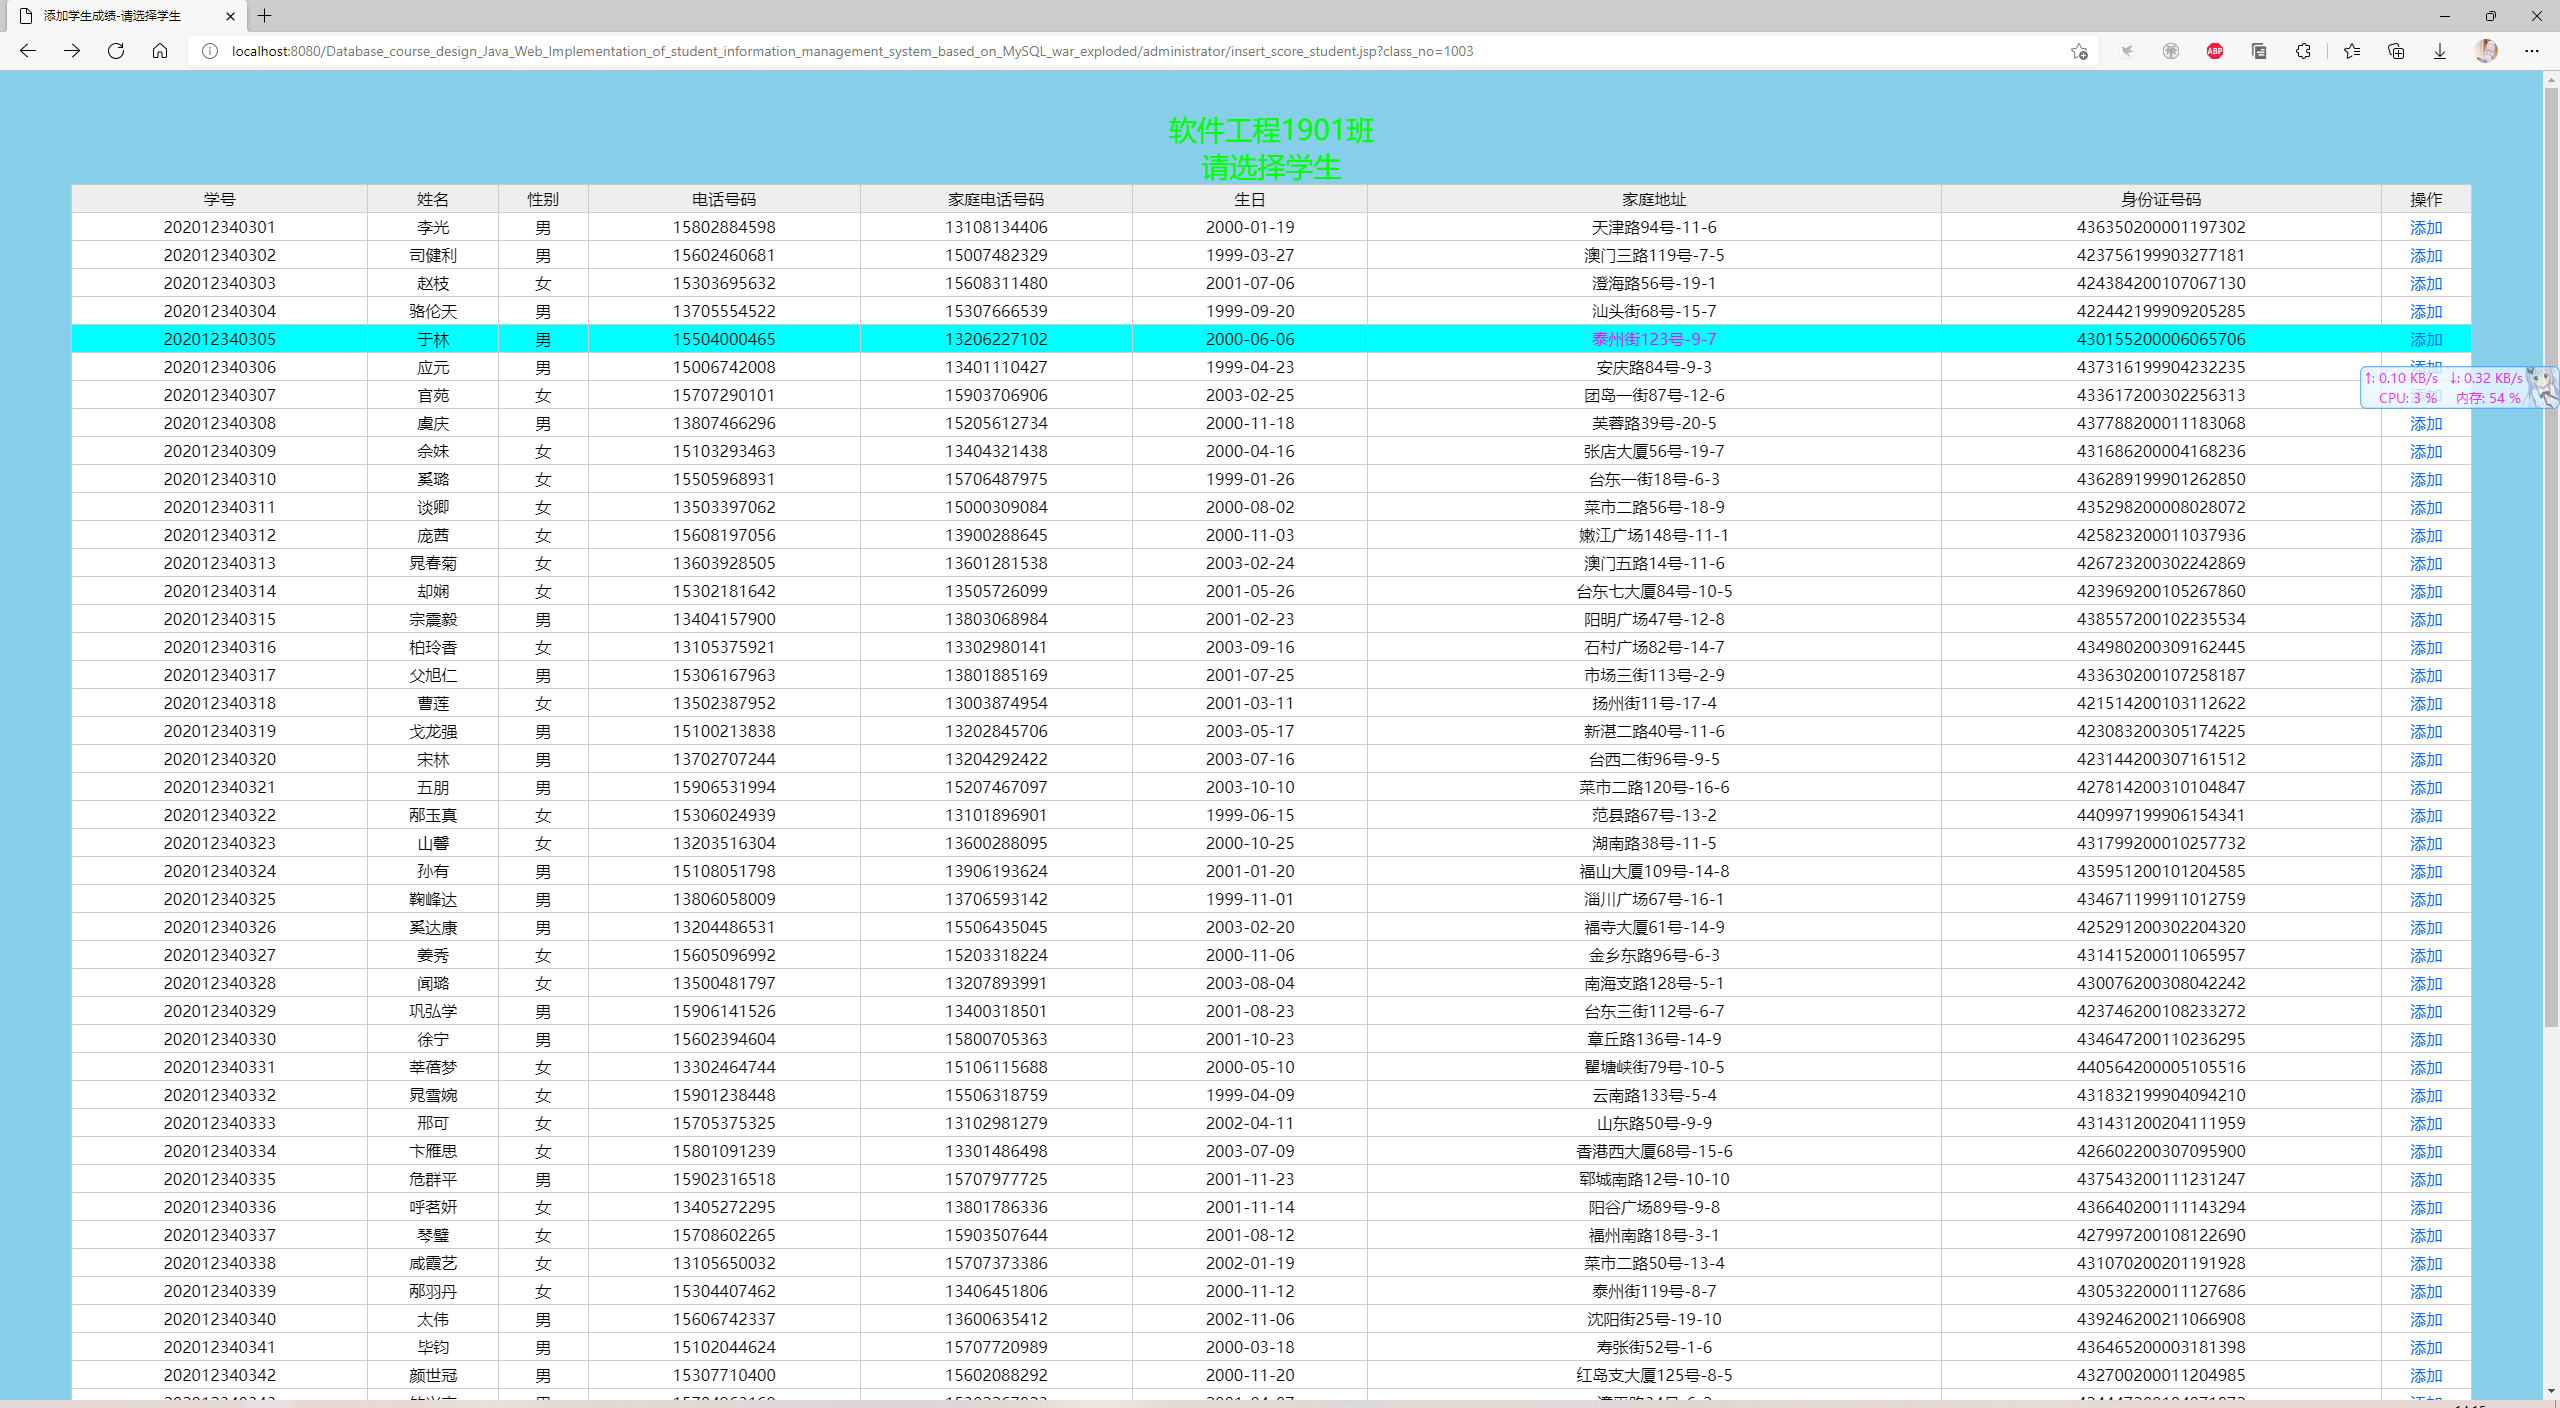 添加学生成绩-请选择学生
localhost:8080/Database_course_design_Java_Web_Implementation_of_student_information_management_system_based_on_MySQL_war_exploded/administrator/insert_score_student.jsp?class_no=1003
ABP
软件工程1901班
请选择学生
学号 姓名 性别 电话号码 家庭电话号码 生日 家庭地址 身份证号码 操作
202012340301 李光 男 15802884598 13108134406 2000-01-19 天津路94号-11-6 436350200001197302 添加
202012340302 司健利 男 15602460681 15007482329 1999-03-27 澳门三路119号-7-5 423756199903277181 添加
202012340303 赵枝 女 15303695632 15608311480 2001-07-06 澄海路56号-19-1 424384200107067130 添加
202012340304 骆伦天 男 13705554522 15307666539 1999-09-20 汕头街68号-15-7 422442199909205285 添加
202012340305 于林 男 15504000465 13206227102 2000-06-06 泰州街123号-9-7 430155200006065706 添加
202012340306 应元 男 15006742008 13401110427 1999-04-23 安庆路84号-9-3 437316199904232235
↑: 0.10 KB/s ↓: 0.32 KB/s
202012340307 官苑 女 15707290101 15903706906 2003-02-25 团岛一街87号-12-6 433617200302256313
CPU: 3 % 内存: 54 %
202012340308 虞庆 男 13807466296 15205612734 2000-11-18 芙蓉路39号-20-5 437788200011183068 添加
202012340309 佘妹 女 15103293463 13404321438 2000-04-16 张店大厦56号-19-7 431686200004168236 添加
202012340310 奚璐 女 15505968931 15706487975 1999-01-26 台东一街18号-6-3 436289199901262850 添加
202012340311 谈卿 女 13503397062 15000309084 2000-08-02 菜市二路56号-18-9 435298200008028072 添加
202012340312 庞茜 女 15608197056 13900288645 2000-11-03 嫩江广场148号-11-1 425823200011037936 添加
202012340313 晁春菊 女 13603928505 13601281538 2003-02-24 澳门五路14号-11-6 426723200302242869 添加
202012340314 却娴 女 15302181642 13505726099 2001-05-26 台东七大厦84号-10-5 423969200105267860 添加
202012340315 宗震毅 男 13404157900 13803068984 2001-02-23 阳明广场47号-12-8 438557200102235534 添加
202012340316 柏玲香 女 13105375921 13302980141 2003-09-16 石村广场82号-14-7 434980200309162445 添加
202012340317 父旭仁 男 15306167963 13801885169 2001-07-25 市场三街113号-2-9 433630200107258187 添加
202012340318 曹莲 女 13502387952 13003874954 2001-03-11 扬州街11号-17-4 421514200103112622 添加
202012340319 戈龙强 男 15100213838 13202845706 2003-05-17 新湛二路40号-11-6 423083200305174225 添加
202012340320 宋林 男 13702707244 13204292422 2003-07-16 台西二街96号-9-5 423144200307161512 添加
202012340321 五朋 男 15906531994 15207467097 2003-10-10 菜市二路120号-16-6 427814200310104847 添加
202012340322 邴玉真 女 15306024939 13101896901 1999-06-15 范县路67号-13-2 440997199906154341 添加
202012340323 山馨 女 13203516304 13600288095 2000-10-25 湖南路38号-11-5 431799200010257732 添加
202012340324 孙有 男 15108051798 13906193624 2001-01-20 福山大厦109号-14-8 435951200101204585 添加
202012340325 鞠峰达 男 13806058009 13706593142 1999-11-01 淄川广场67号-16-1 434671199911012759 添加
202012340326 奚达康 男 13204486531 15506435045 2003-02-20 福寺大厦61号-14-9 425291200302204320 添加
202012340327 姜秀 女 15605096992 15203318224 2000-11-06 金乡东路96号-6-3 431415200011065957 添加
202012340328 闻璐 女 13500481797 13207893991 2003-08-04 南海支路128号-5-1 430076200308042242 添加
202012340329 巩弘学 男 15906141526 13400318501 2001-08-23 台东三街112号-6-7 423746200108233272 添加
202012340330 徐宁 男 15602394604 15800705363 2001-10-23 章丘路136号-14-9 434647200110236295 添加
202012340331 莘蓓梦 女 13302464744 15106115688 2000-05-10 瞿塘峡街79号-10-5 440564200005105516 添加
202012340332 晁雪婉 女 15901238448 15506318759 1999-04-09 云南路133号-5-4 431832199904094210 添加
202012340333 邢可 女 15705375325 13102981279 2002-04-11 山东路50号-9-9 431431200204111959 添加
202012340334 卞雁思 女 15801091239 13301486498 2003-07-09 香港西大厦68号-15-6 426602200307095900 添加
202012340335 危群平 男 15902316518 15707977725 2001-11-23 郓城南路12号-10-10 437543200111231247 添加
202012340336 呼茗妍 女 13405272295 13801786336 2001-11-14 阳谷广场89号-9-8 436640200111143294 添加
202012340337 琴璧 女 15708602265 15903507644 2001-08-12 福州南路18号-3-1 427997200108122690 添加
202012340338 咸霞艺 女 13105650032 15707373386 2002-01-19 菜市二路50号-13-4 431070200201191928 添加
202012340339 邴羽丹 女 15304407462 13406451806 2000-11-12 泰州街119号-8-7 430532200011127686 添加
202012340340 太伟 男 15606742337 13600635412 2002-11-06 沈阳街25号-19-10 439246200211066908 添加
202012340341 毕钧 男 15102044624 15707720989 2000-03-18 寿张街52号-1-6 436465200003181398 添加
202012340342 颜世冠 男 15307710400 15602088292 2000-11-20 红岛支大厦125号-8-5 432700200011204985 添加